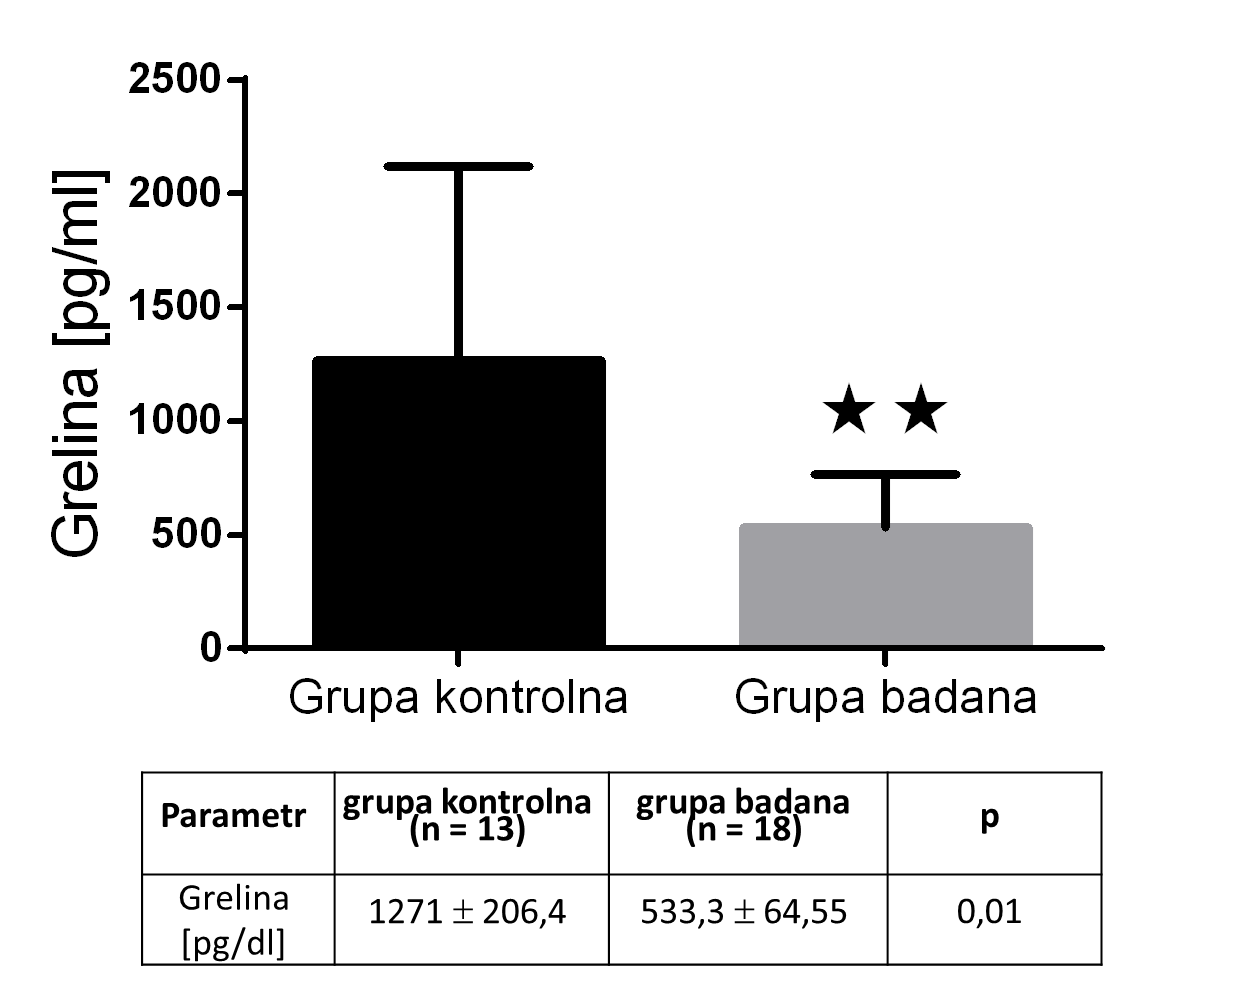 2500
2000
1500
1000
500
0
Grelina [pg/ml]
Grupa kontrolna
Grupa badana
Parametr
grupa kontrolna
(n = 13)
grupa badana
(n = 18)
p
Grelina
[pg/dl]
1271 ± 206,4
533,3 ± 64,55
0,01